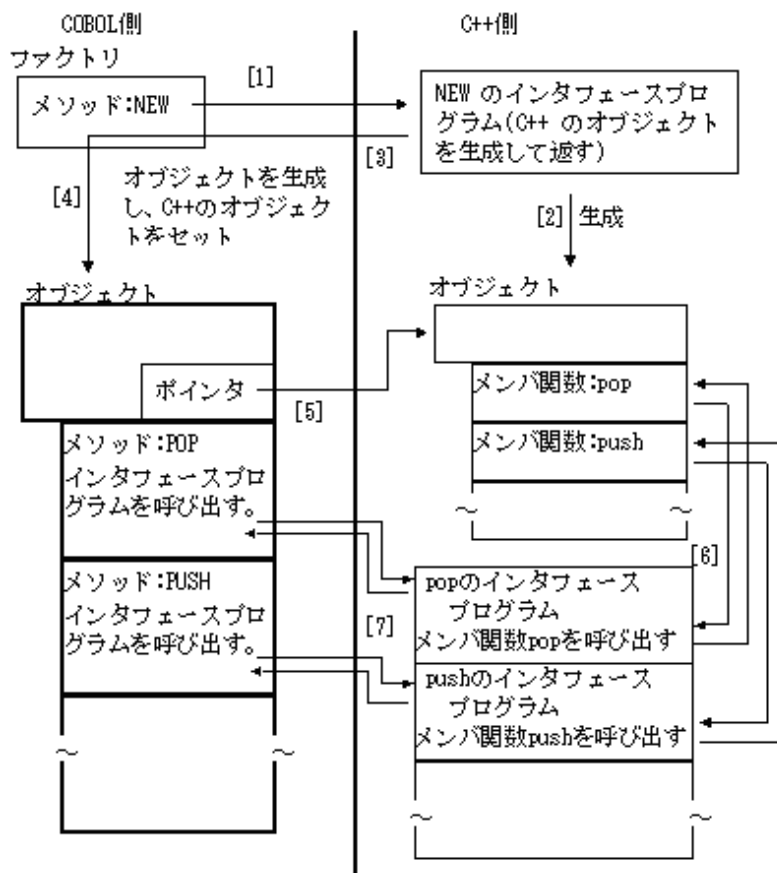 COBOL側
C++側
ファクトリ
メソッド:NEW
[1]
NEW のインタフェースプロ
グラム(C++ のオブジェクト
を生成して返す)
[3]
[4]
オブジェクトを生成
し、C++のオブジェク
トをセット
[2] 生成
オブジェクト
オブジェクト
ポインタ
[5]
メンバ関数:pop
メンバ関数:push
メソッド:POP
インタフェースプロ
グラムを呼び出す。
[6]
popのインタフェース
プログラム
メンバ関数popを呼び出す
メソッド:PUSH
インタフェースプロ
グラムを呼び出す。
[7]
pushのインタフェース
プログラム
メンバ関数pushを呼び出す